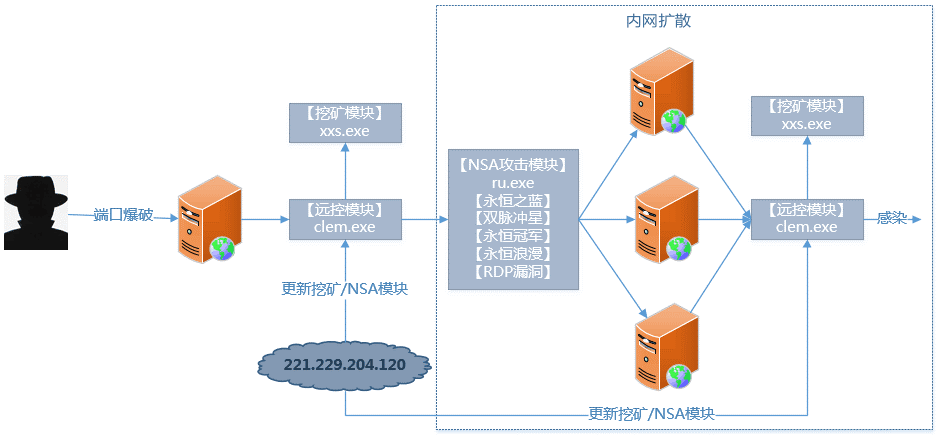 内网扩散
【挖矿模块】
xxs.exe
【挖矿模块】
xxs.exe
【NSA攻击模块】
ru.exe
【永恒之蓝】
【双脉冲星】
【永恒冠军】
【永恒浪漫】
【RDP漏洞】
端口爆破
【远控模块】
clem.exe
【远控模块】
clem.exe
感染
更新挖矿/NSA模块
221.229.204.120
更新挖矿/NSA模块